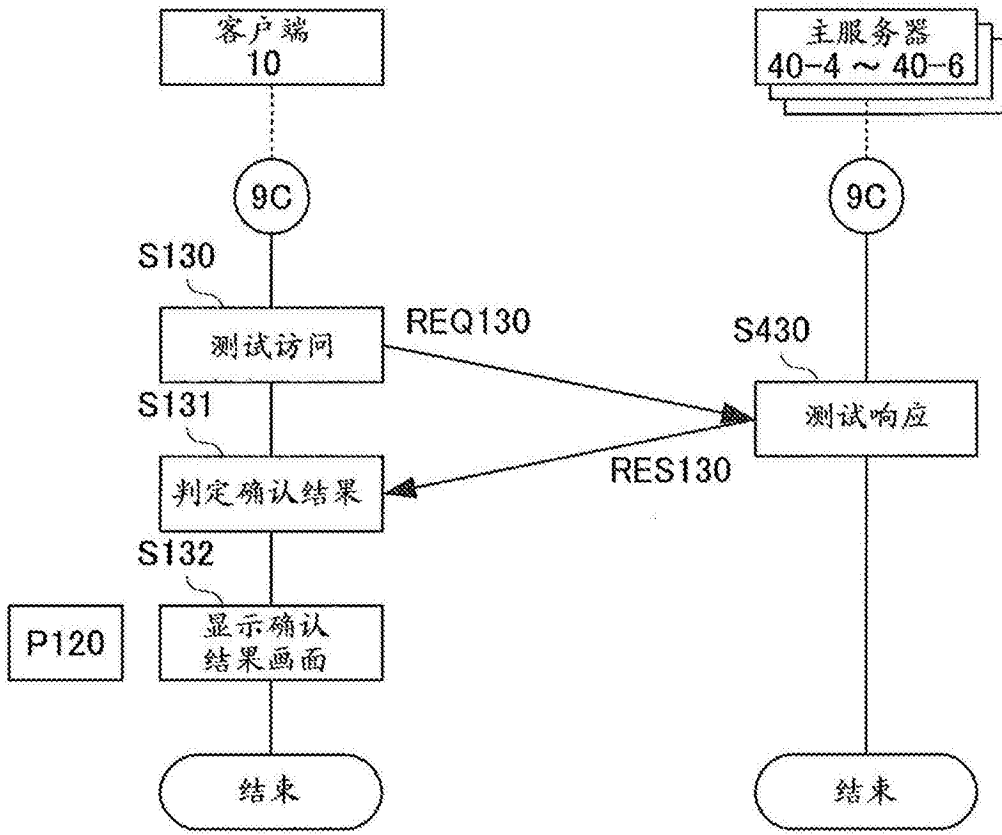 客户端
10
主服务器
40-4 ～ 40-6
9C
9C
S130
测试访问
REQ130
S430
测试响应
S131
判定确认结果
RES130
S132
P120
显示确认
结果画面
结束
结束